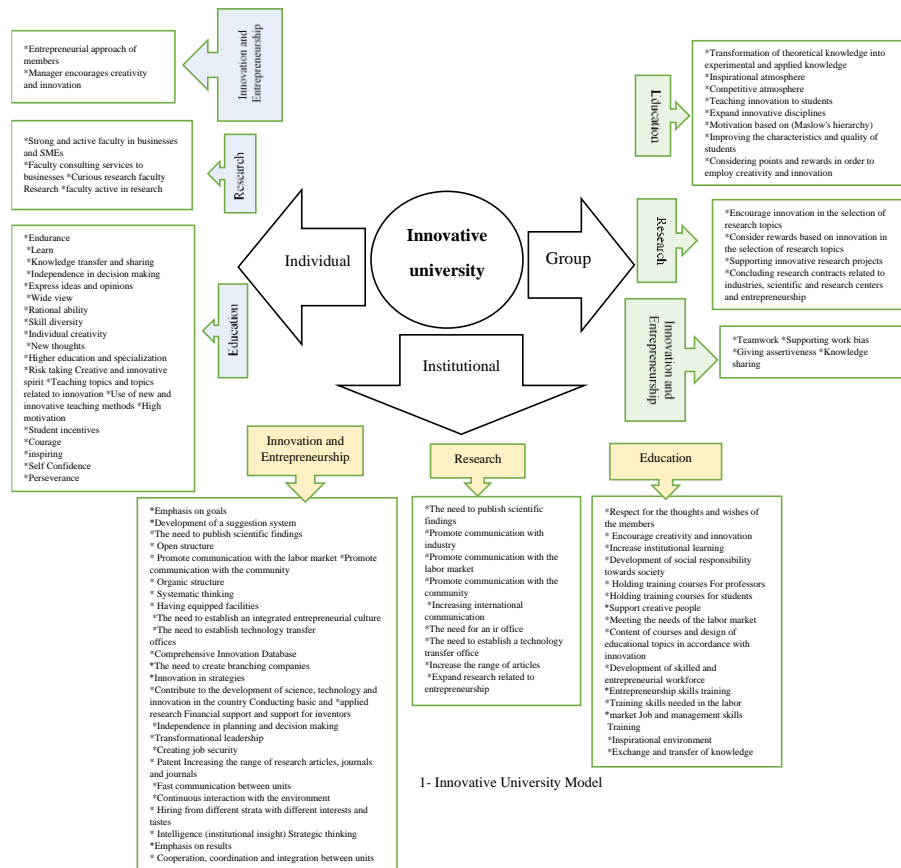 *Entrepreneurial approach of
members
*Manager encourages creativity
and innovation
Innovation and
Entrepreneurship
*Strong and active faculty in businesses
and SMEs
*Faculty consulting services to
businesses *Curious research faculty
Research *faculty active in research
Research
*Endurance
*Learn
*Knowledge transfer and sharing
*Independence in decision making
*Express ideas and opinions
*Wide view
*Rational ability
*Skill diversity
*Individual creativity
*New thoughts
*Higher education and specialization
*Risk taking Creative and innovative
spirit *Teaching topics and topics
related to innovation *Use of new and
innovative teaching methods *High
motivation
*Student incentives
*Courage
*inspiring
*Self Confidence
*Perseverance
Education
Individual
Innovative
university
Group
Institutional
Education
*Transformation of theoretical knowledge into
experimental and applied knowledge
*Inspirational atmosphere
*Competitive atmosphere
*Teaching innovation to students
*Expand innovative disciplines
*Motivation based on (Maslow's hierarchy)
*Improving the characteristics and quality of
students
*Considering points and rewards in order to
employ creativity and innovation
Research
*Encourage innovation in the selection of
research topics
*Consider rewards based on innovation in
the selection of research topics
*Supporting innovative research projects
*Concluding research contracts related to
industries, scientific and research centers
and entrepreneurship
Innovation and
Entrepreneurship
*Teamwork *Supporting work bias
*Giving assertiveness *Knowledge
sharing
Innovation and
Entrepreneurship
*Emphasis on goals
*Development of a suggestion system
*The need to publish scientific findings
* Open structure
* Promote communication with the labor market *Promote
communication with the community
* Organic structure
* Systematic thinking
* Having equipped facilities
*The need to establish an integrated entrepreneurial culture
*The need to establish technology transfer
offices
*Comprehensive Innovation Database
*The need to create branching companies
*Innovation in strategies
*Contribute to the development of science, technology and
innovation in the country Conducting basic and *applied
research Financial support and support for inventors
*Independence in planning and decision making
*Transformational leadership
*Creating job security
* Patent Increasing the range of research articles, journals
and journals
*Fast communication between units
*Continuous interaction with the environment
* Hiring from different strata with different interests and
tastes
* Intelligence (institutional insight) Strategic thinking
*Emphasis on results
* Cooperation, coordination and integration between units
Research
*The need to publish scientific
findings
*Promote communication with
industry
*Promote communication with the
labor market
*Promote communication with the
community
*Increasing international
communication
*The need for an ir office
*The need to establish a technology
transfer office
*Increase the range of articles
*Expand research related to
entrepreneurship
Education
*Respect for the thoughts and wishes of
the members
* Encourage creativity and innovation
*Increase institutional learning
*Development of social responsibility
towards society
* Holding training courses For professors
*Holding training courses for students
*Support creative people
*Meeting the needs of the labor market
*Content of courses and design of
educational topics in accordance with
innovation
*Development of skilled and
entrepreneurial workforce
*Entrepreneurship skills training
*Training skills needed in the labor
*market Job and management skills
Training
*Inspirational environment
*Exchange and transfer of knowledge
1- Innovative University Model